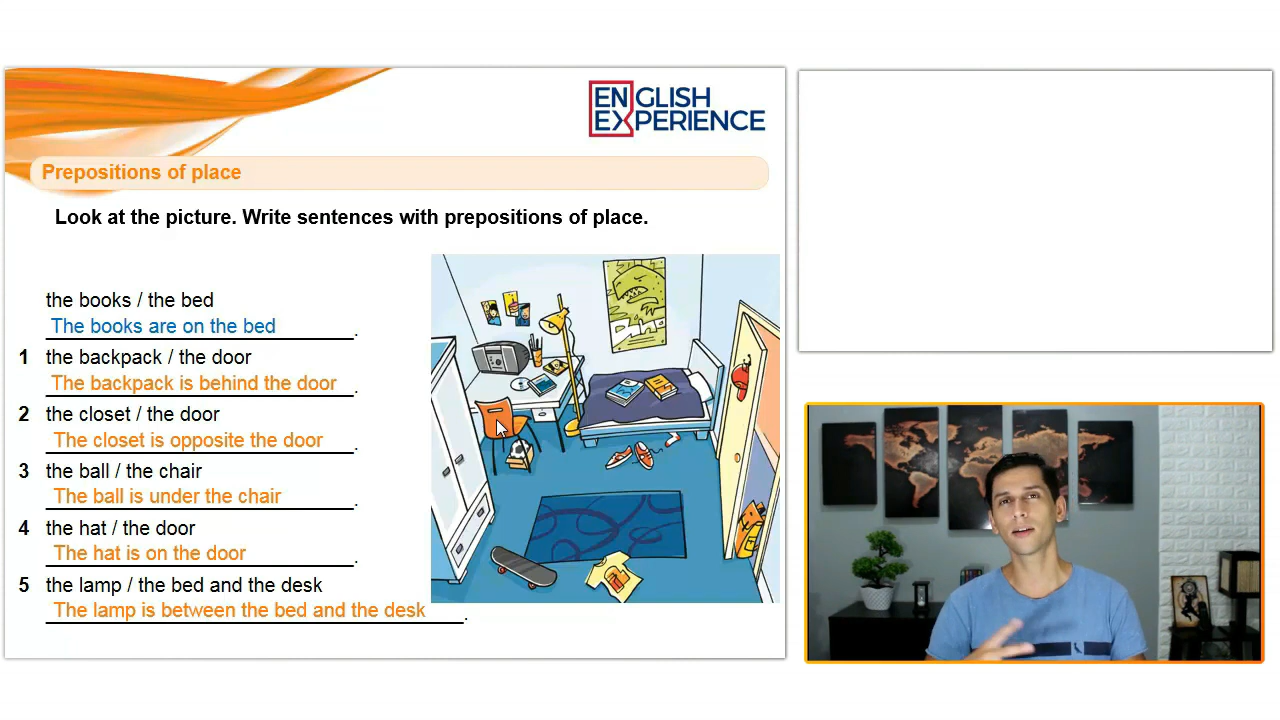 ENGLISH
EXPERIENCE
Prepositions of place
Look at the picture. Write sentences with prepositions of place.
the books / the bed
The books are on the bed.
1 the backpack / the door
The backpack is behind the door.
2 the closet / the door
The closet is opposite the door.
3 the ball / the chair
The ball is under the chair.
4 the hat / the door
The hat is on the door.
5 the lamp / the bed and the desk
The lamp is between the bed and the desk.